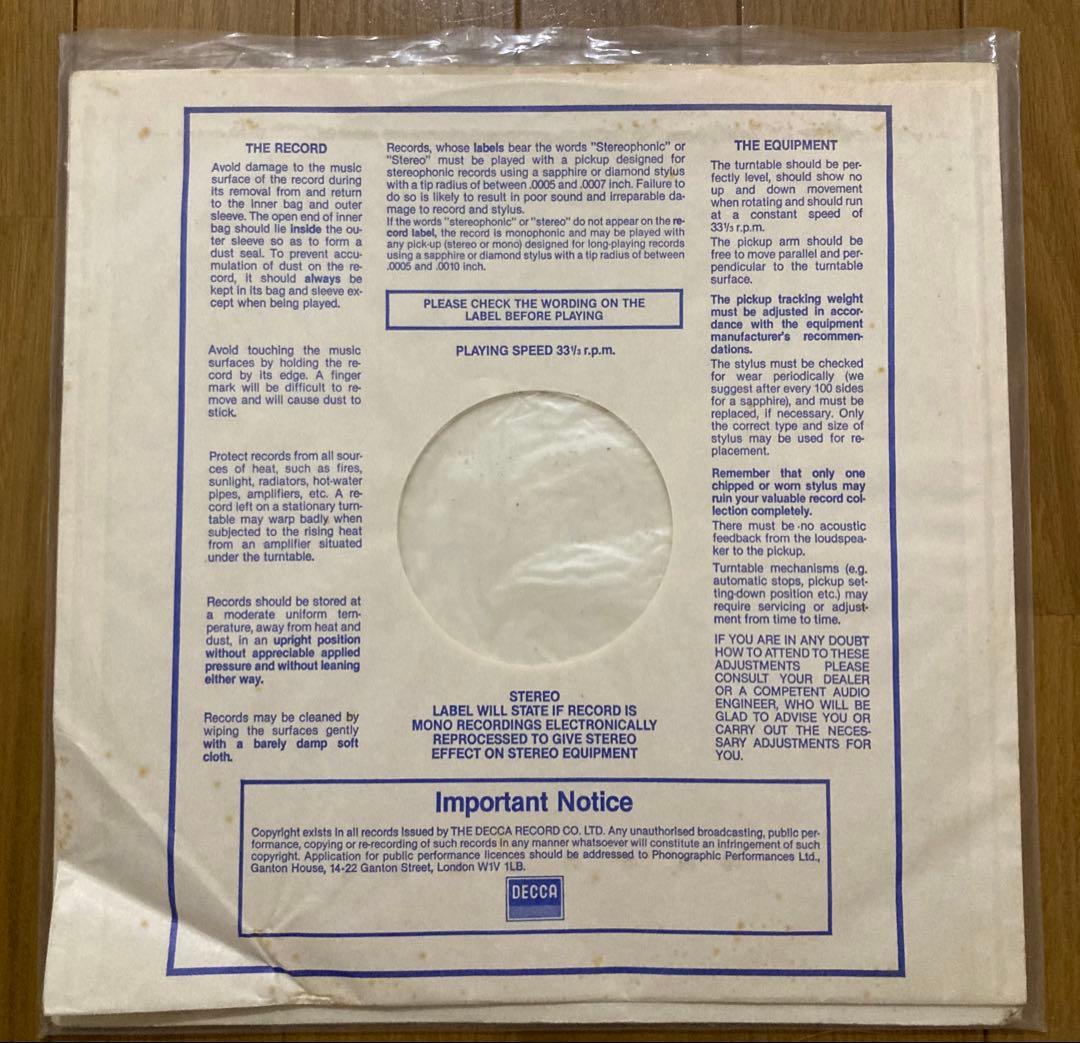 THE RECORD
Avoid damage to the music
surface of the record during
its removal from and return
to the inner bag and outer
sleeve. The open end of inner
bag should lie inside the ou-
ter sleeve so as to form a
dust seal. To prevent accu-
mulation of dust on the re-
cord, it should always be
kept in its bag and sleeve ex-
cept when being played.
Avoid touching the music
surfaces by holding the re-
cord by its edge. A finger
mark will be difficult to re-
move and will cause dust to
stick.
Protect records from all sour-
ces of heat, such as fires,
sunlight, radiators, hot-water
pipes, amplifiers, etc. A re-
cord left on a stationary turn-
table may warp badly when
subjected to the rising heat
from an amplifier situated
under the turntable.
Records should be stored at
a moderate uniform tem-
perature, away from heat and
dust, in an upright position
without appreciable applied
pressure and without leaning
either way.
Records may be cleaned by
wiping the surfaces gently
with a barely damp soft
cloth.
Records, whose labels bear the words "Stereophonic" or
"Stereo" must be played with a pickup designed for
stereophonic records using a sapphire or diamond stylus
with a tip radius of between .0005 and .0007 inch. Failure to
do so is likely to result in poor sound and irreparable da-
mage to record and stylus.
If the words "stereophonic" or "stereo" do not appear on the re-
cord label, the record is monophonic and may be played with
any pick-up (stereo or mono) designed for long-playing records
using a sapphire or diamond stylus with a tip radius of between
.0005 and .0010 inch.
PLEASE CHECK THE WORDING ON THE
LABEL BEFORE PLAYING
PLAYING SPEED 33⅓ r.p.m.
STEREO
LABEL WILL STATE IF RECORD IS
MONO RECORDINGS ELECTRONICALLY
REPROCESSED TO GIVE STEREO
EFFECT ON STEREO EQUIPMENT
THE EQUIPMENT
The turntable should be per-
fectly level, should show no
up and down movement
when rotating and should run
at a constant speed of
33⅓ r.p.m.
The pickup arm should be
free to move parallel and per-
pendicular to the turntable
surface.
The pickup tracking weight
must be adjusted in accor-
dance with the equipment
manufacturer's recommen-
dations.
The stylus must be checked
for wear periodically (we
suggest after every 100 sides
for a sapphire), and must be
replaced, if necessary. Only
the correct type and size of
stylus may be used for re-
placement.
Remember that only one
chipped or worn stylus may
ruin your valuable record col-
lection completely.
There must be no acoustic
feedback from the loudspea-
ker to the pickup.
Turntable mechanisms (e.g.
automatic stops, pickup set-
ting-down position etc.) may
require servicing or adjust-
ment from time to time.
IF YOU ARE IN ANY DOUBT
HOW TO ATTEND TO THESE
ADJUSTMENTS PLEASE
CONSULT YOUR DEALER
OR A COMPETENT AUDIO
ENGINEER, WHO WILL BE
GLAD TO ADVISE YOU OR
CARRY OUT THE NECES-
SARY ADJUSTMENTS FOR
YOU.
Important Notice
Copyright exists in all records issued by THE DECCA RECORD CO. LTD. Any unauthorised broadcasting, public per-
formance, copying or re-recording of such records in any manner whatsoever will constitute an infringement of such
copyright. Application for public performance licences should be addressed to Phonographic Performances Ltd.,
Ganton House, 14-22 Ganton Street, London W1V 1LB.
DECCA